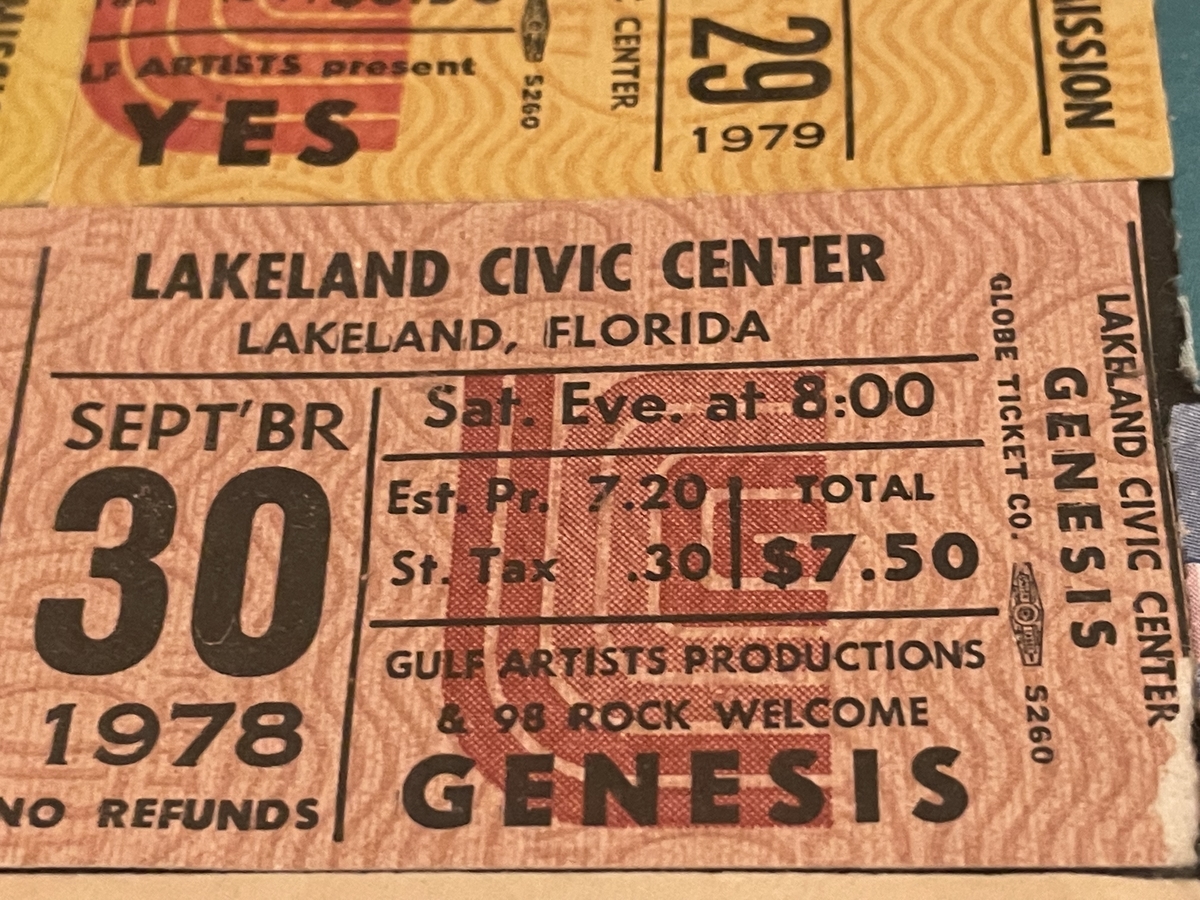 LF ARTISTS present
YES
S260
CENTER
29
1979
ISSION
LAKELAND CIVIC CENTER
LAKELAND, FLORIDA
SEPT'BR
30
1978
NO REFUNDS
Sat. Eve. at 8:00
Est. Pr. 7.20
St. Tax .30
TOTAL
$7.50
GULF ARTISTS PRODUCTIONS
& 98 ROCK WELCOME
GENESIS
GLOBE TICKET CO. S260
GENESIS
LAKELAND CIVIC CENTER